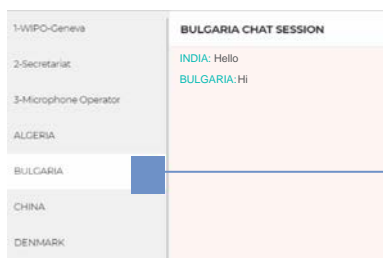 1-WIPO-Geneva
2-Secretariat
3-Microphone Operator
ALGERIA
BULGARIA
CHINA
DENMARK
BULGARIA CHAT SESSION
INDIA: Hello
BULGARIA:Hi